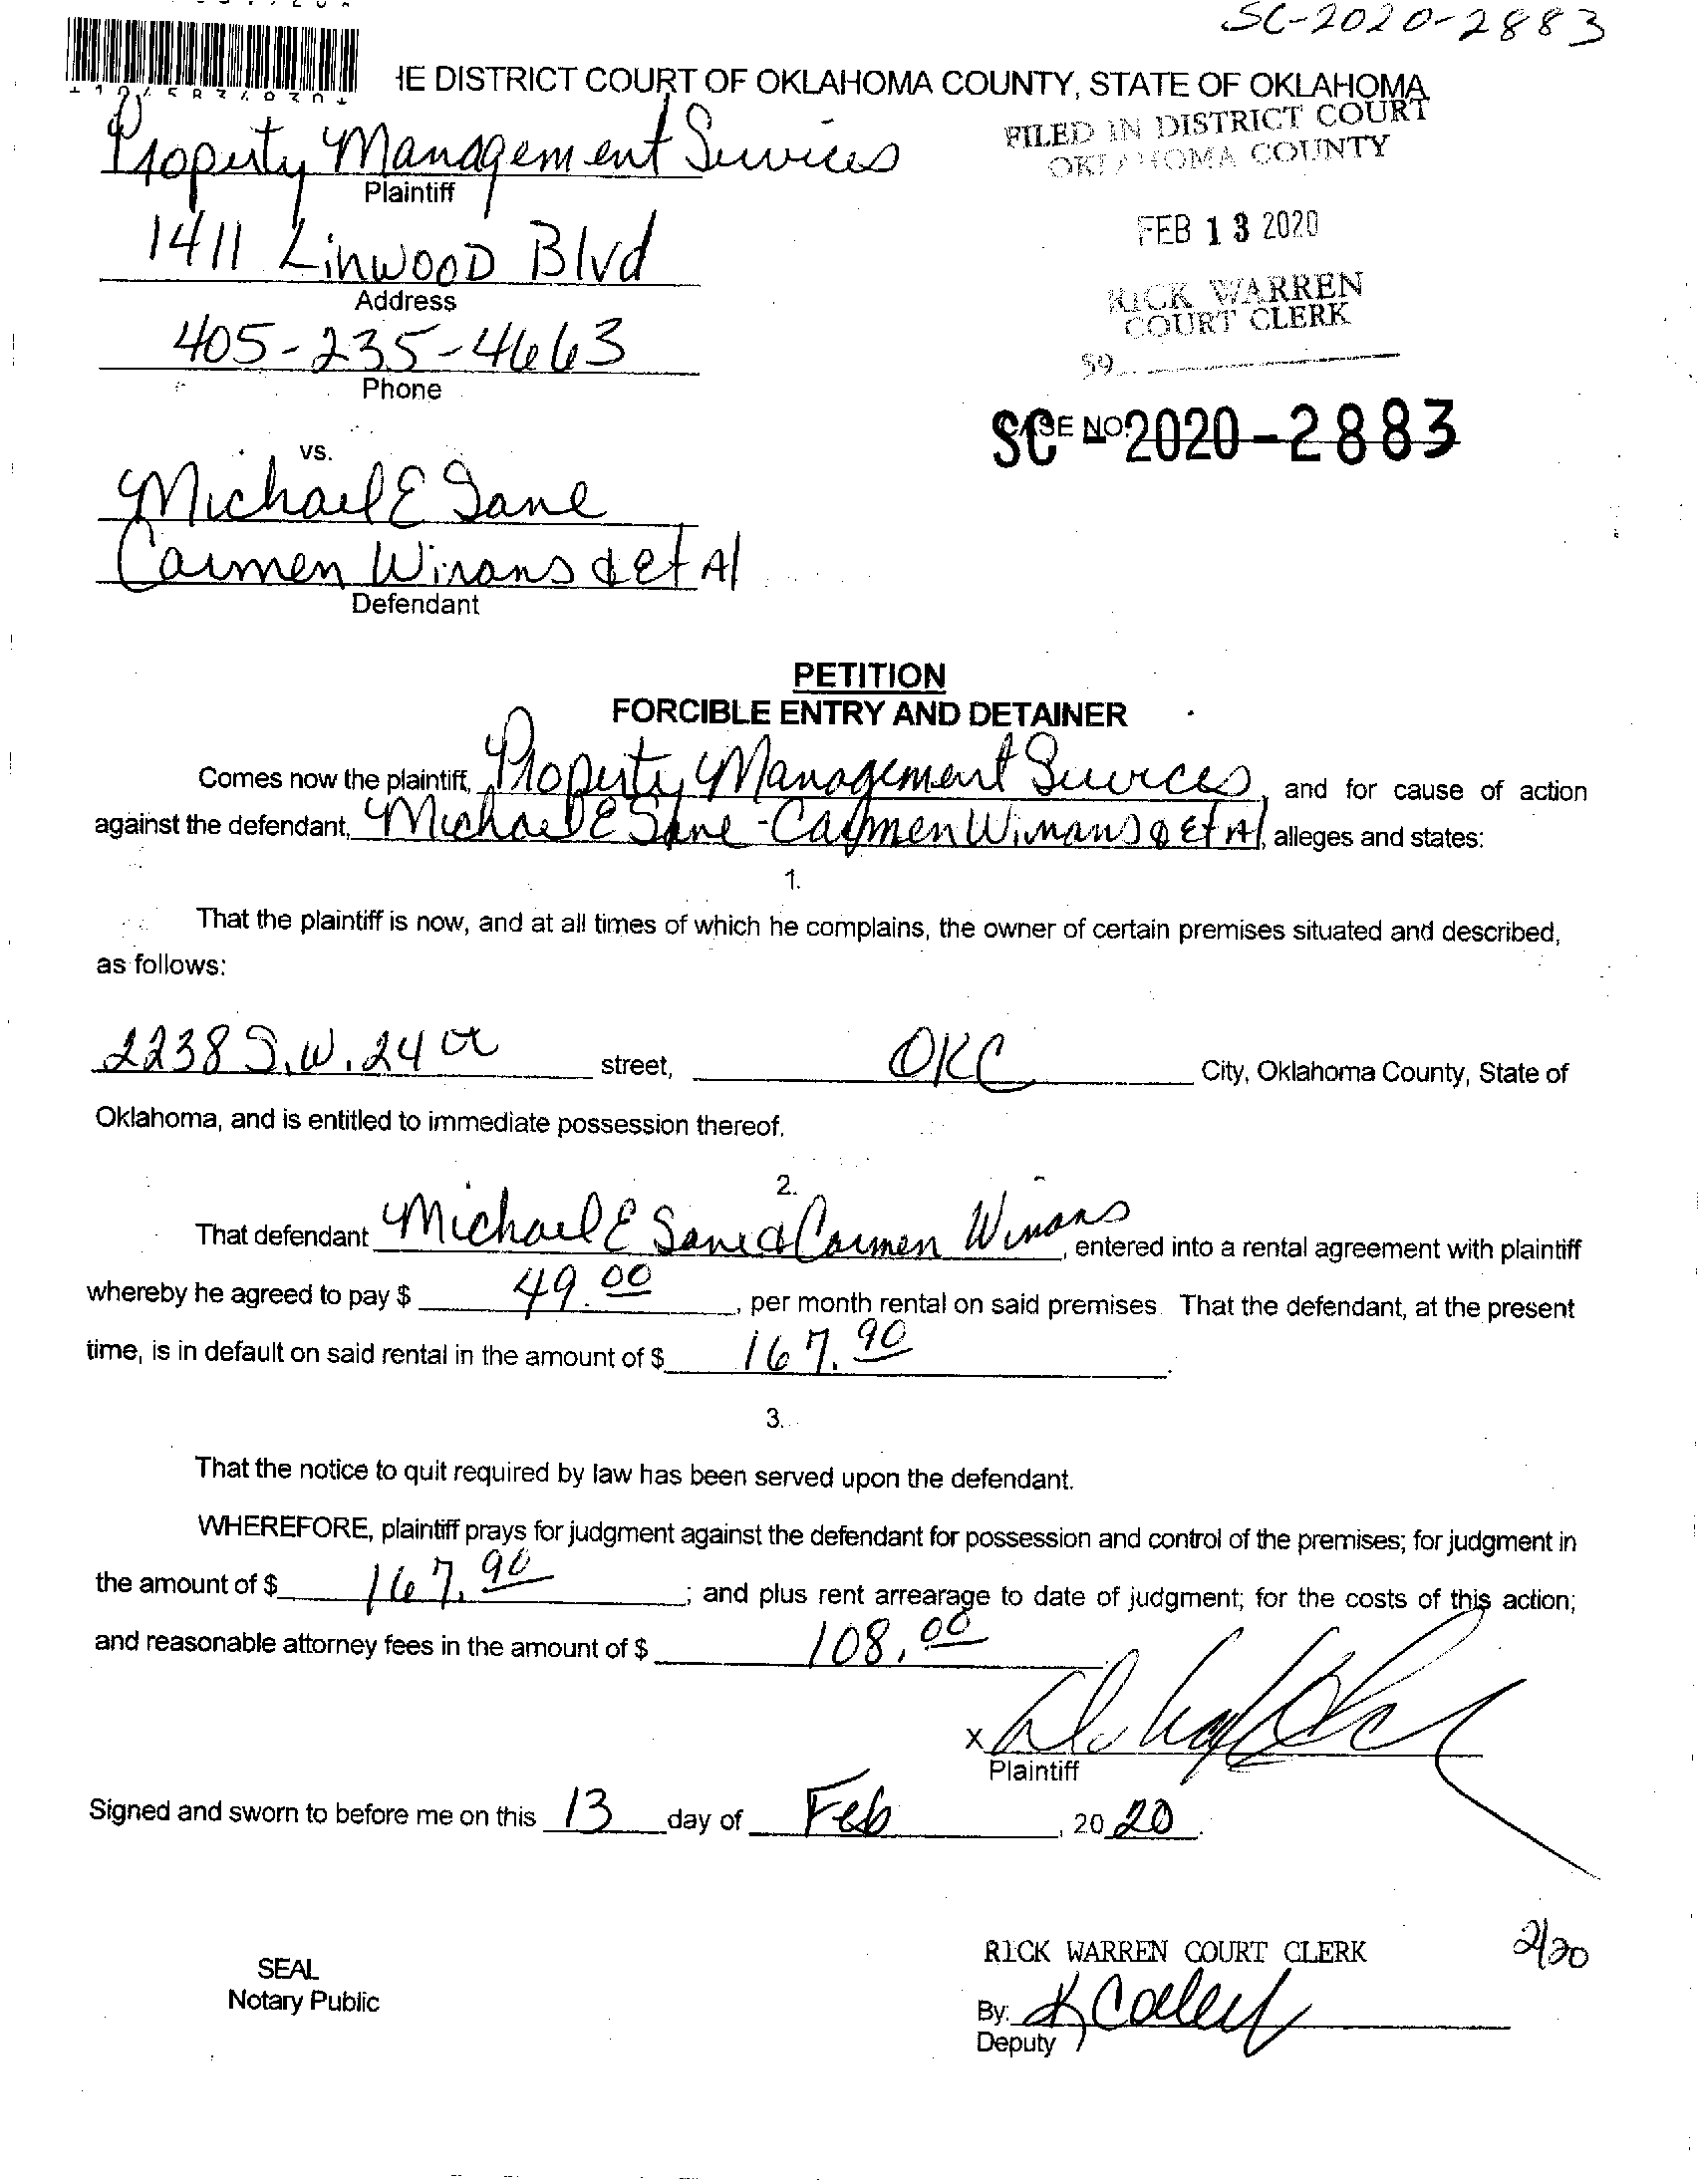 SC-2020-2883
HE DISTRICT COURT OF OKLAHOMA COUNTY, STATE OF OKLAHOMA
FILED IN DISTRICT COURT
OKLAHOMA COUNTY
Property Management Services
Plaintiff
FEB 13 2020
1411 Linwood Blvd
Address
RICK WARREN
COURT CLERK
405-235-4663
Phone
59
SC CASE NO. 2020-2883
vs.
Michael E Sane
Carmen Winans & et Al
Defendant
PETITION
FORCIBLE ENTRY AND DETAINER
Comes now the plaintiff, Property Management Services, and for cause of action
against the defendant, Michael E Sane - Carmen Winans & Et Al, alleges and states:
1.
That the plaintiff is now, and at all times of which he complains, the owner of certain premises situated and described,
as follows:
2238 S.W. 24th street, OKC City, Oklahoma County, State of
Oklahoma, and is entitled to immediate possession thereof.
2.
That defendant Michael E Sane & Carmen Winans, entered into a rental agreement with plaintiff
whereby he agreed to pay $ 49.00, per month rental on said premises. That the defendant, at the present
time, is in default on said rental in the amount of $ 167.90.
3.
That the notice to quit required by law has been served upon the defendant.
WHEREFORE, plaintiff prays for judgment against the defendant for possession and control of the premises; for judgment in
the amount of $ 167.90; and plus rent arrearage to date of judgment; for the costs of this action;
and reasonable attorney fees in the amount of $ 108.00
X
Plaintiff
Signed and sworn to before me on this 13 day of Feb, 2020.
RICK WARREN COURT CLERK
2/20
SEAL
Notary Public
By:
Deputy